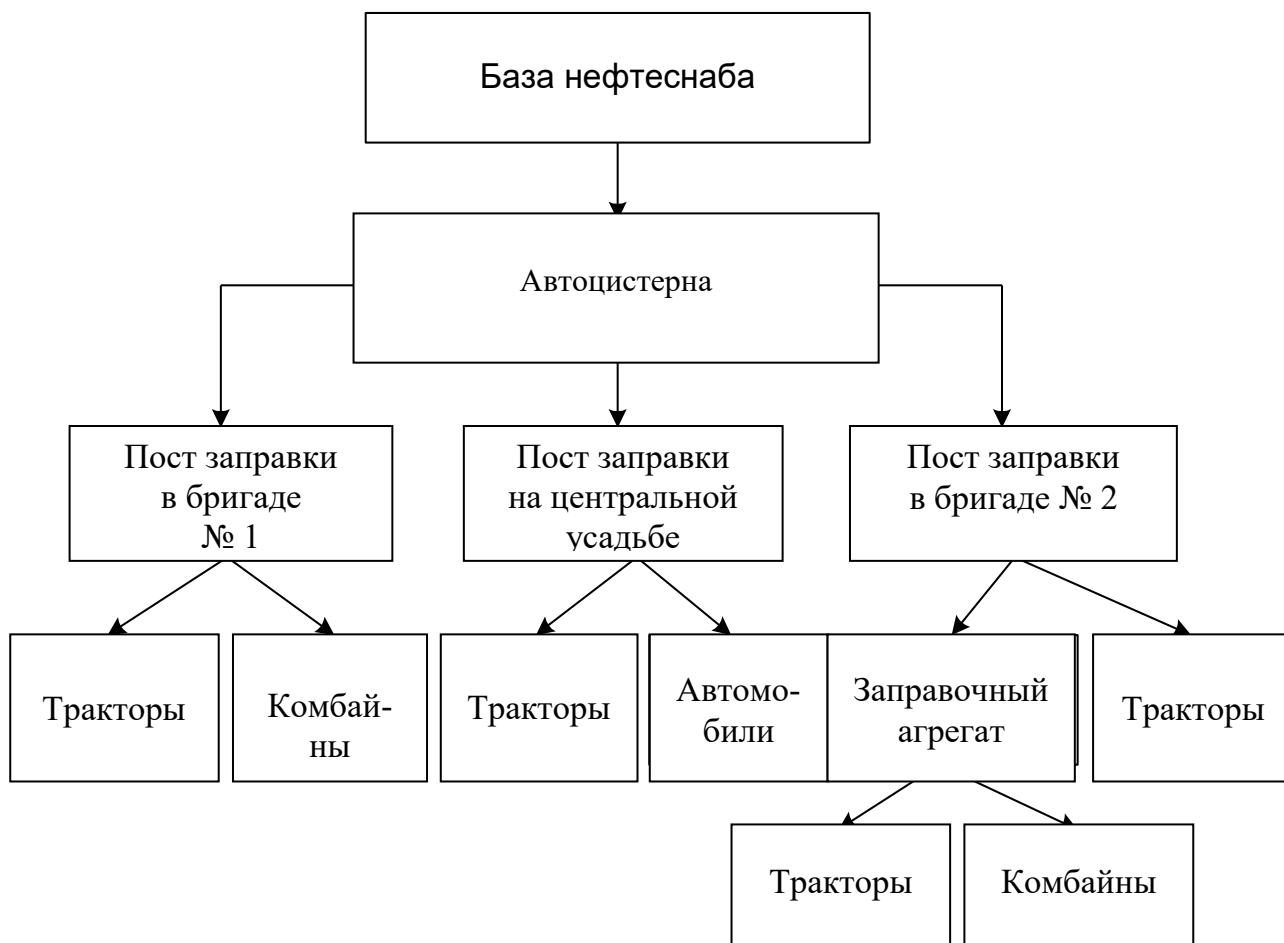 База нефтеснаба
Автоцистерна
Пост заправки
в бригаде
№ 1
Пост заправки
на центральной
усадьбе
Пост заправки
в бригаде № 2
Тракторы
Комбай-
ны
Тракторы
Автомо-
били
Заправочный
агрегат
Тракторы
Тракторы
Комбайны